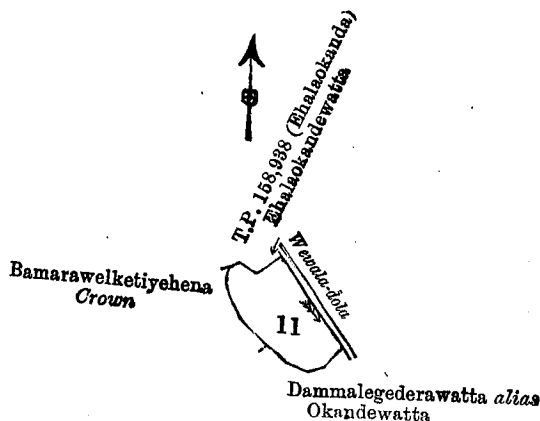 T.P. 158,938 (Ehalaokanda)
Ehalaokandewatta
Wewala-dola
Bamarawelketiyehena
Crown
11
Dammalegederawatta alias
Okandewatta